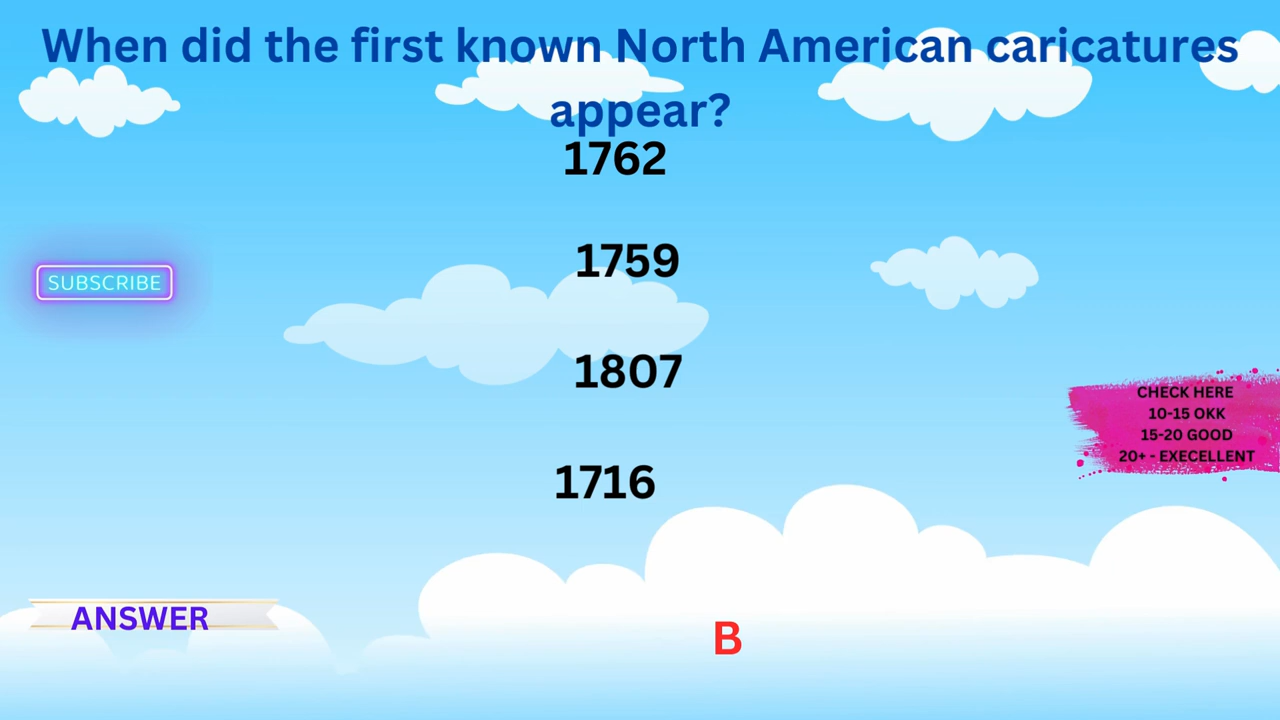 When did the first known North American caricatures
appear?
1762
1759
SUBSCRIBE
1807
CHECK HERE
10-15 OKK
15-20 GOOD
20+ - EXECELLENT
1716
ANSWER
B